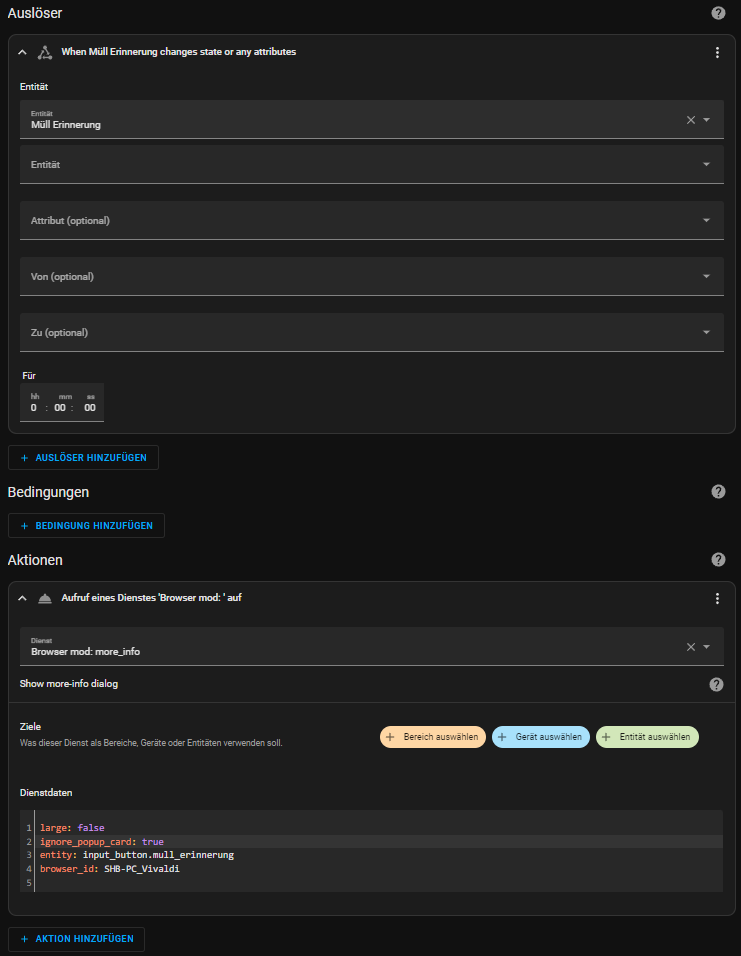 Auslöser
When Müll Erinnerung changes state or any attributes
Entität
Entität
Müll Erinnerung
Entität
Attribut (optional)
Von (optional)
Zu (optional)
Für
hh mm ss
0 : 00 : 00
+ AUSLÖSER HINZUFÜGEN
Bedingungen
+ BEDINGUNG HINZUFÜGEN
Aktionen
Aufruf eines Dienstes 'Browser mod: ' auf
Dienst
Browser mod: more_info
Show more-info dialog
Ziele
Was dieser Dienst als Bereiche, Geräte oder Entitäten verwenden soll.
+ Bereich auswählen + Gerät auswählen + Entität auswählen
Dienstdaten
1 large: false
2 ignore_popup_card: true
3 entity: input_button.mull_erinnerung
4 browser_id: SHB-PC_Vivaldi
5
+ AKTION HINZUFÜGEN